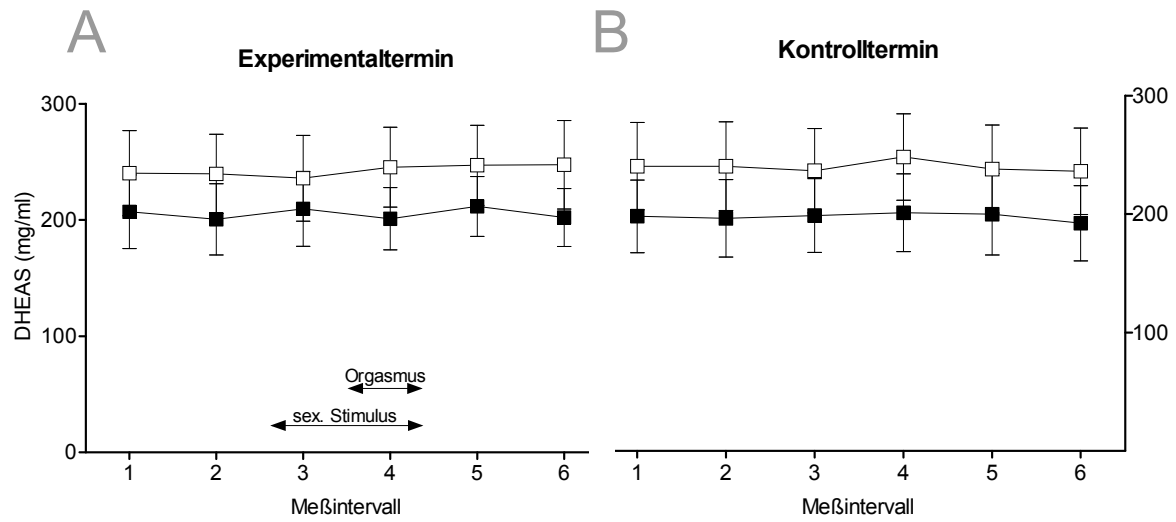 A
Experimentaltermin
DHEAS (mg/ml)
300
200
100
0
Orgasmus
sex. Stimulus
1 2 3 4 5 6
Meßintervall
B
Kontrolltermin
300
200
100
1 2 3 4 5 6
Meßintervall